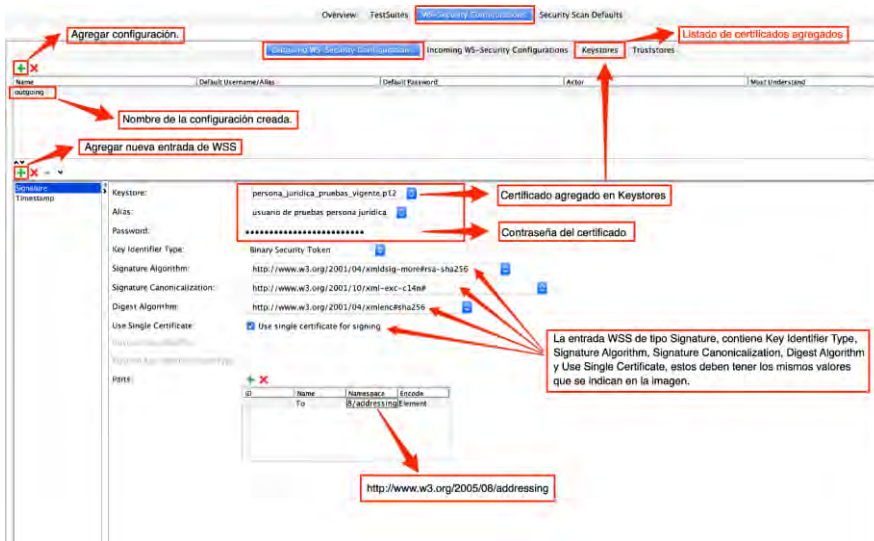 Overview TestSuites WS-Security Configurations Security Scan Defaults
Agregar configuración.
Listado de certificados agregados
Outgoing WS-Security Configurations Incoming WS-Security Configurations Keystores Truststores
Name Default Username/Alias Default Password Actor Must Understand
outgoing
Nombre de la configuración creada.
Agregar nueva entrada de WSS
Signature
Timestamp
Keystore: persona_juridica_pruebas_vigente.p12
Certificado agregado en Keystores
Alias: usuario de pruebas persona juridica
Password: ••••••••••••••••••••••••
Contraseña del certificado
Key Identifier Type: Binary Security Token
Signature Algorithm: http://www.w3.org/2001/04/xmldsig-more#rsa-sha256
Signature Canonicalization: http://www.w3.org/2001/10/xml-exc-c14n#
Digest Algorithm: http://www.w3.org/2001/04/xmlenc#sha256
Use Single Certificate: Use single certificate for signing
La entrada WSS de tipo Signature, contiene Key Identifier Type,
Signature Algorithm, Signature Canonicalization, Digest Algorithm
y Use Single Certificate, estos deben tener los mismos valores
que se indican en la imagen.
Parts:
ID Name Namespace Encode
To 8/addressing Element
http://www.w3.org/2005/08/addressing